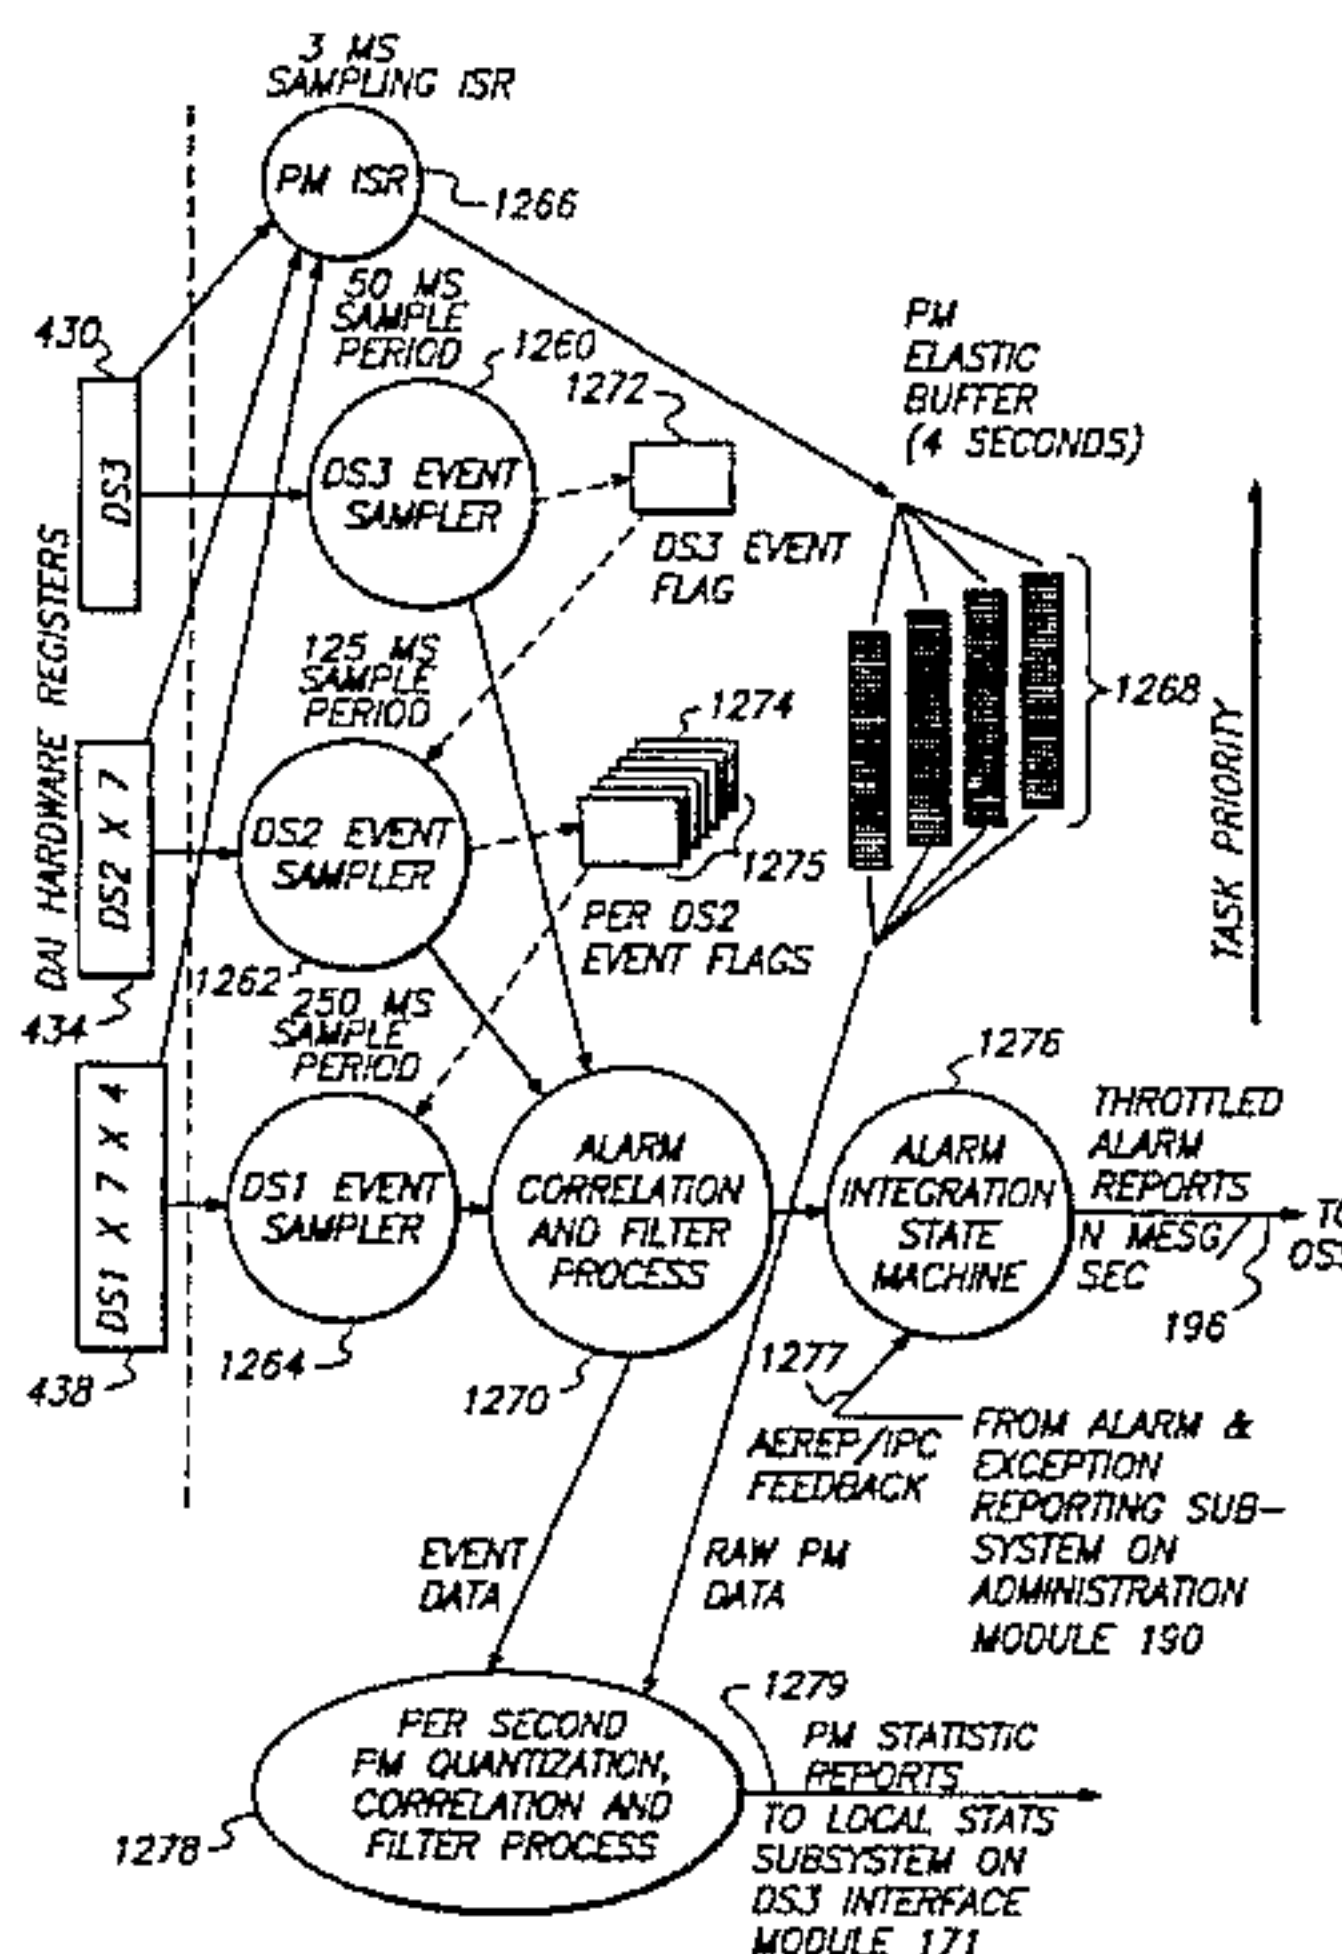 3 MS
SAMPLING ISR
PM ISR
1266
50 MS
SAMPLE
PERIOD
1260
1272
430
DS3
DS3 EVENT
SAMPLER
DS3 EVENT
FLAG
PM
ELASTIC
BUFFER
(4 SECONDS)
1268
TASK PRIORITY
DAI HARDWARE REGISTERS
125 MS
SAMPLE
PERIOD
1274
DS2 X 7
DS2 EVENT
SAMPLER
1275
PER DS2
EVENT FLAGS
1262
434
250 MS
SAMPLE
PERIOD
1276
DS1 X 7 X 4
DS1 EVENT
SAMPLER
ALARM
CORRELATION
AND FILTER
PROCESS
ALARM
INTEGRATION
STATE
MACHINE
THROTTLED
ALARM
REPORTS
N MESG/
SEC
196
1264
438
1270
1277
AEREP/IPC
FEEDBACK
FROM ALARM &
EXCEPTION
REPORTING SUB-
SYSTEM ON
ADMINISTRATION
MODULE 190
EVENT
DATA
RAW PM
DATA
PER SECOND
PM QUANTIZATION,
CORRELATION AND
FILTER PROCESS
1278
1279
PM STATISTIC
REPORTS
TO LOCAL STATS
SUBSYSTEM ON
DS3 INTERFACE
MODULE 171